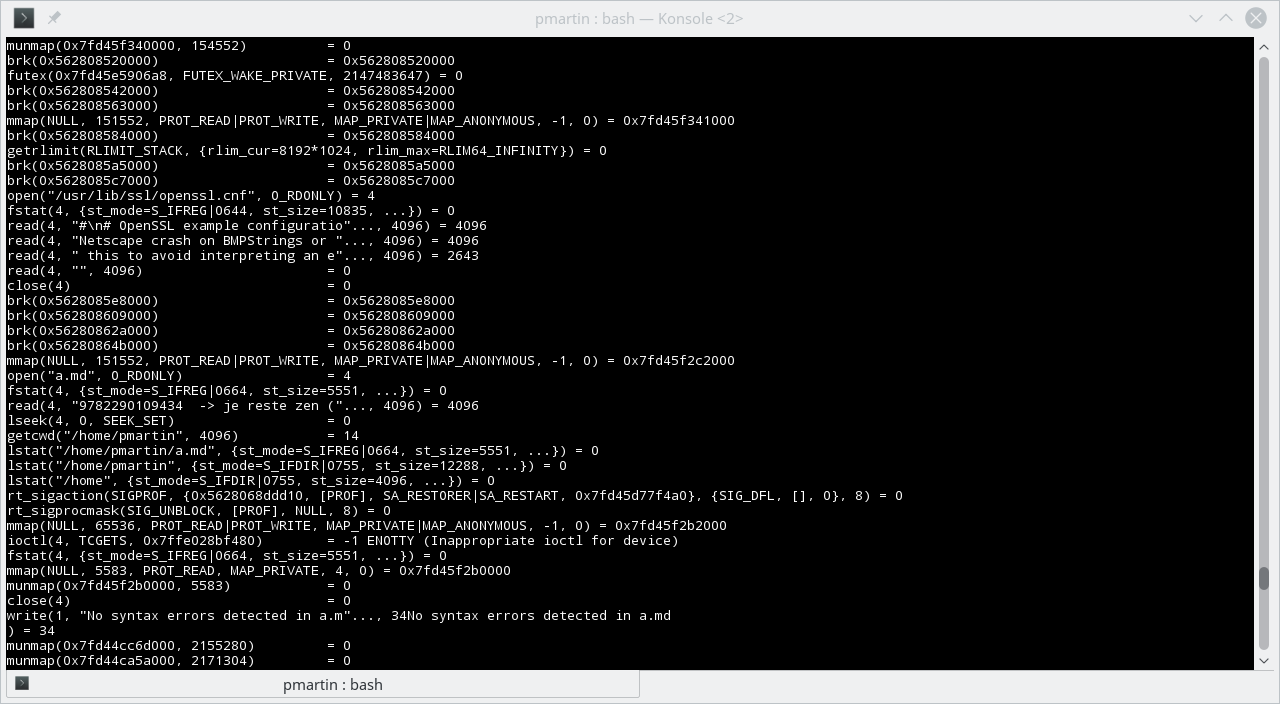 pmartin : bash — Konsole <2>
munmap(0x7fd45f340000, 154552)          = 0
brk(0x562808520000)                     = 0x562808520000
futex(0x7fd45e5906a8, FUTEX_WAKE_PRIVATE, 2147483647) = 0
brk(0x562808542000)                     = 0x562808542000
brk(0x562808563000)                     = 0x562808563000
mmap(NULL, 151552, PROT_READ|PROT_WRITE, MAP_PRIVATE|MAP_ANONYMOUS, -1, 0) = 0x7fd45f341000
brk(0x562808584000)                     = 0x562808584000
getrlimit(RLIMIT_STACK, {rlim_cur=8192*1024, rlim_max=RLIM64_INFINITY}) = 0
brk(0x5628085a5000)                     = 0x5628085a5000
brk(0x5628085c7000)                     = 0x5628085c7000
open("/usr/lib/ssl/openssl.cnf", O_RDONLY) = 4
fstat(4, {st_mode=S_IFREG|0644, st_size=10835, ...}) = 0
read(4, "#\n# OpenSSL example configuratio"..., 4096) = 4096
read(4, "Netscape crash on BMPStrings or "..., 4096) = 4096
read(4, " this to avoid interpreting an e"..., 4096) = 2643
read(4, "", 4096)                       = 0
close(4)                                = 0
brk(0x5628085e8000)                     = 0x5628085e8000
brk(0x562808609000)                     = 0x562808609000
brk(0x56280862a000)                     = 0x56280862a000
brk(0x56280864b000)                     = 0x56280864b000
mmap(NULL, 151552, PROT_READ|PROT_WRITE, MAP_PRIVATE|MAP_ANONYMOUS, -1, 0) = 0x7fd45f2c2000
open("a.md", O_RDONLY)                  = 4
fstat(4, {st_mode=S_IFREG|0664, st_size=5551, ...}) = 0
read(4, "9782290109434  -> je reste zen ("..., 4096) = 4096
lseek(4, 0, SEEK_SET)                   = 0
getcwd("/home/pmartin", 4096)           = 14
lstat("/home/pmartin/a.md", {st_mode=S_IFREG|0664, st_size=5551, ...}) = 0
lstat("/home/pmartin", {st_mode=S_IFDIR|0755, st_size=12288, ...}) = 0
lstat("/home", {st_mode=S_IFDIR|0755, st_size=4096, ...}) = 0
rt_sigaction(SIGPROF, {0x5628068ddd10, [PROF], SA_RESTORER|SA_RESTART, 0x7fd45d77f4a0}, {SIG_DFL, [], 0}, 8) = 0
rt_sigprocmask(SIG_UNBLOCK, [PROF], NULL, 8) = 0
mmap(NULL, 65536, PROT_READ|PROT_WRITE, MAP_PRIVATE|MAP_ANONYMOUS, -1, 0) = 0x7fd45f2b2000
ioctl(4, TCGETS, 0x7ffe028bf480)        = -1 ENOTTY (Inappropriate ioctl for device)
fstat(4, {st_mode=S_IFREG|0664, st_size=5551, ...}) = 0
mmap(NULL, 5583, PROT_READ, MAP_PRIVATE, 4, 0) = 0x7fd45f2b0000
munmap(0x7fd45f2b0000, 5583)            = 0
close(4)                                = 0
write(1, "No syntax errors detected in a.m"..., 34No syntax errors detected in a.md
) = 34
munmap(0x7fd44cc6d000, 2155280)         = 0
munmap(0x7fd44ca5a000, 2171304)         = 0
pmartin : bash